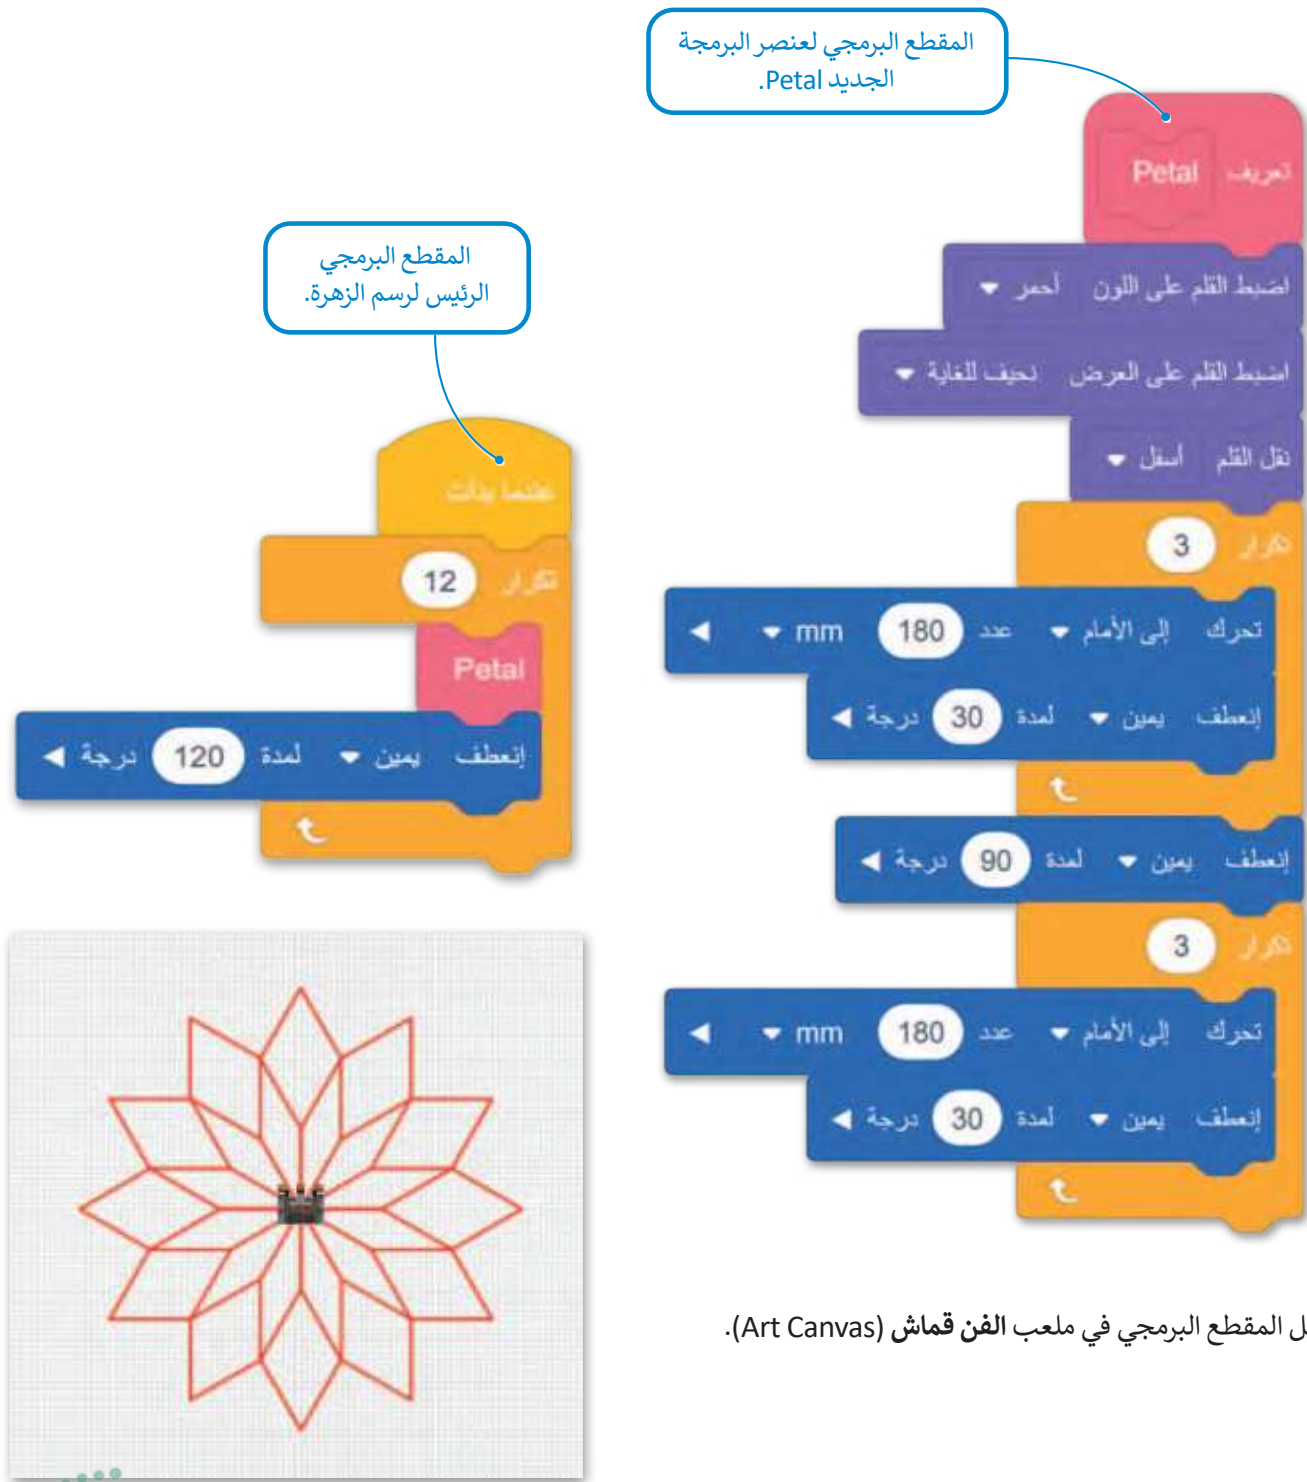 المقطع البرمجي لعنصر البرمجة
الجديد Petal.
تعريف Petal
اضبط القلم على اللون أحمر
اضبط القلم على العرض نحيف للغاية
نقل القلم أسفل
تكرار 3
تحرك إلى الأمام عدد 180 mm
إنعطف يمين لمدة 30 درجة
إنعطف يمين لمدة 90 درجة
تكرار 3
تحرك إلى الأمام عدد 180 mm
إنعطف يمين لمدة 30 درجة
المقطع البرمجي
الرئيس لرسم الزهرة.
عندما بدأت
تكرار 12
Petal
إنعطف يمين لمدة 120 درجة
المقطع البرمجي في ملعب الفن قماش (Art Canvas).